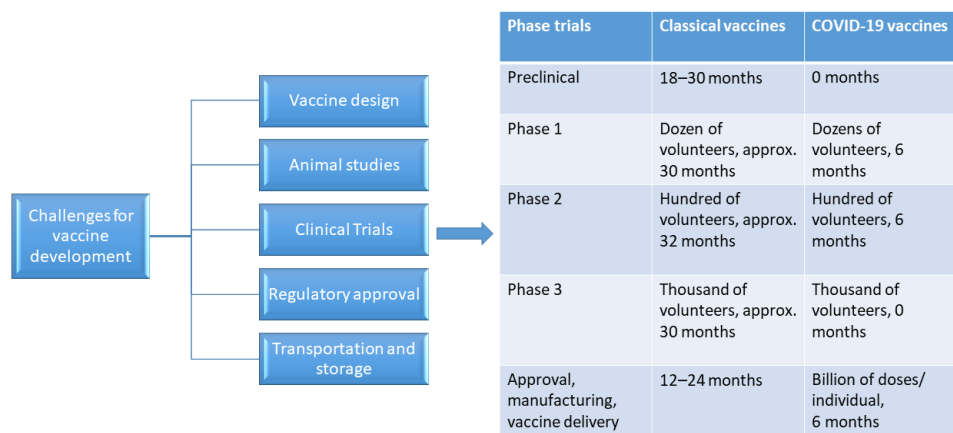 Challenges for
vaccine
development
Vaccine design
Animal studies
Clinical Trials
Regulatory approval
Transportation and
storage
Phase trials
Classical vaccines
COVID-19 vaccines
Preclinical
18–30 months
0 months
Phase 1
Dozen of
volunteers, approx.
30 months
Dozens of
volunteers, 6
months
Phase 2
Hundred of
volunteers, approx.
32 months
Hundred of
volunteers, 6
months
Phase 3
Thousand of
volunteers, approx.
30 months
Thousand of
volunteers, 0
months
Approval,
manufacturing,
vaccine delivery
12–24 months
Billion of doses/
individual,
6 months